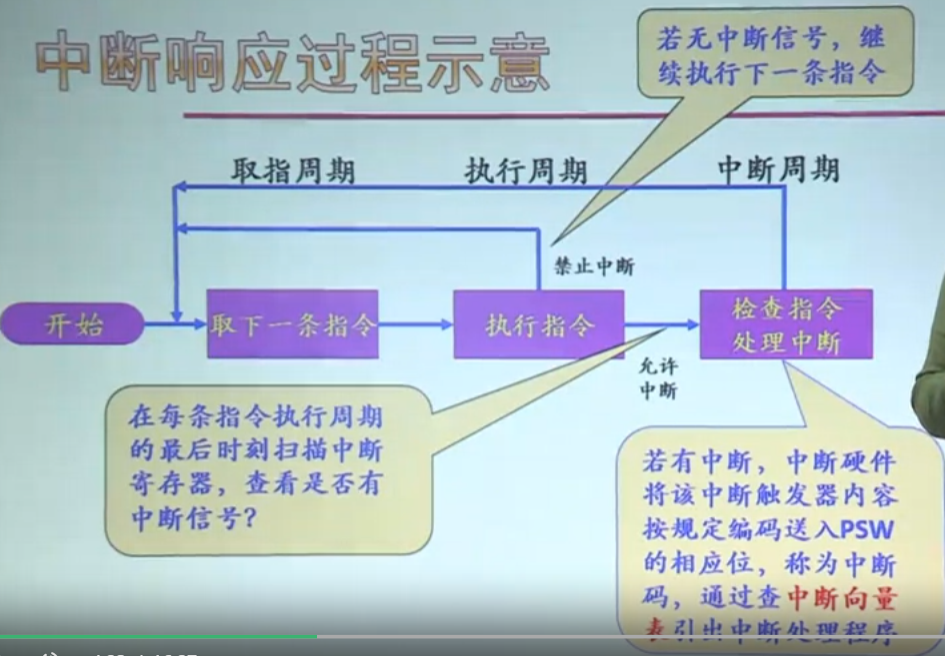 中断响应过程示意
若无中断信号，继
续执行下一条指令
取指周期
执行周期
中断周期
禁止中断
开始
取下一条指令
执行指令
检查指令
处理中断
允许
中断
在每条指令执行周期
的最后时刻扫描中断
寄存器，查看是否有
中断信号？
若有中断，中断硬件
将该中断触发器内容
按规定编码送入PSW
的相应位，称为中断
码，通过查中断向量
表引出中断处理程序